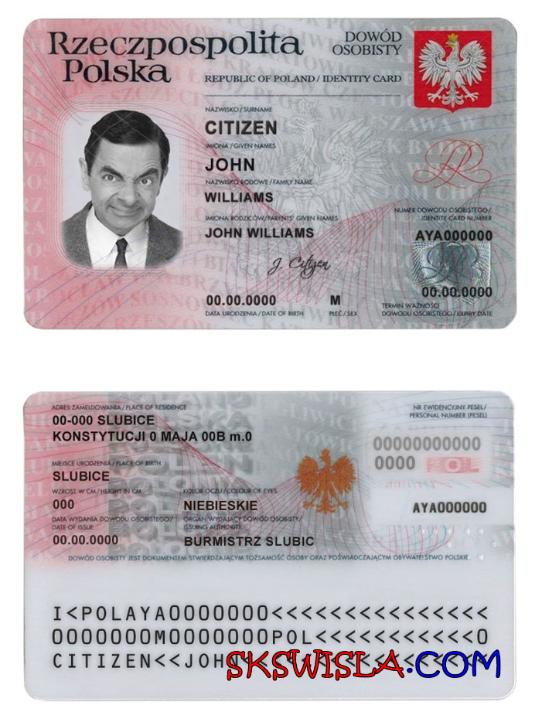 Rzeczpospolita
Polska
DOWÓD
OSOBISTY
REPUBLIC OF POLAND / IDENTITY CARD
NAZWISKO / SURNAME
CITIZEN
IMIONA / GIVEN NAMES
JOHN
NAZWISKO RODOWE / FAMILY NAME
WILLIAMS
IMIONA RODZICÓW / PARENTS' GIVEN NAMES
JOHN WILLIAMS
NUMER DOWODU OSOBISTEGO /
IDENTITY CARD NUMBER
AYA000000
J. Citizen
00.00.0000 M 00.00.0000
DATA URODZENIA / DATE OF BIRTH PŁEĆ / SEX
TERMIN WAŻNOŚCI
DOWODU OSOBISTEGO / EXPIRY DATE
ADRES ZAMELDOWANIA / PLACE OF RESIDENCE
00-000 SLUBICE
KONSTYTUCJI 0 MAJA 00B m.0
NR EWIDENCYJNY PESEL /
PERSONAL NUMBER (PESEL)
00000000000
0000 POL
MIEJSCE URODZENIA / PLACE OF BIRTH
SLUBICE
WZROST W CM / HEIGHT IN CM KOLOR OCZU / COLOUR OF EYES
000 NIEBIESKIE
AYA000000
DATA WYDANIA DOWODU OSOBISTEGO /
DATE OF ISSUE
ORGAN WYDAJĄCY DOWÓD OSOBISTY /
ISSUING AUTHORITY
00.00.0000 BURMISTRZ SLUBIC
DOWÓD OSOBISTY JEST DOKUMENTEM STWIERDZAJĄCYM TOŻSAMOŚĆ OSOBY ORAZ POŚWIADCZAJĄCYM OBYWATELSTWO POLSKIE
I<POLAYA0000000<<<<<<<<<<<<<<<
0000000M0000000POL<<<<<<<<<<<0
CITIZEN<<JOHN<
SKSWISLA.COM